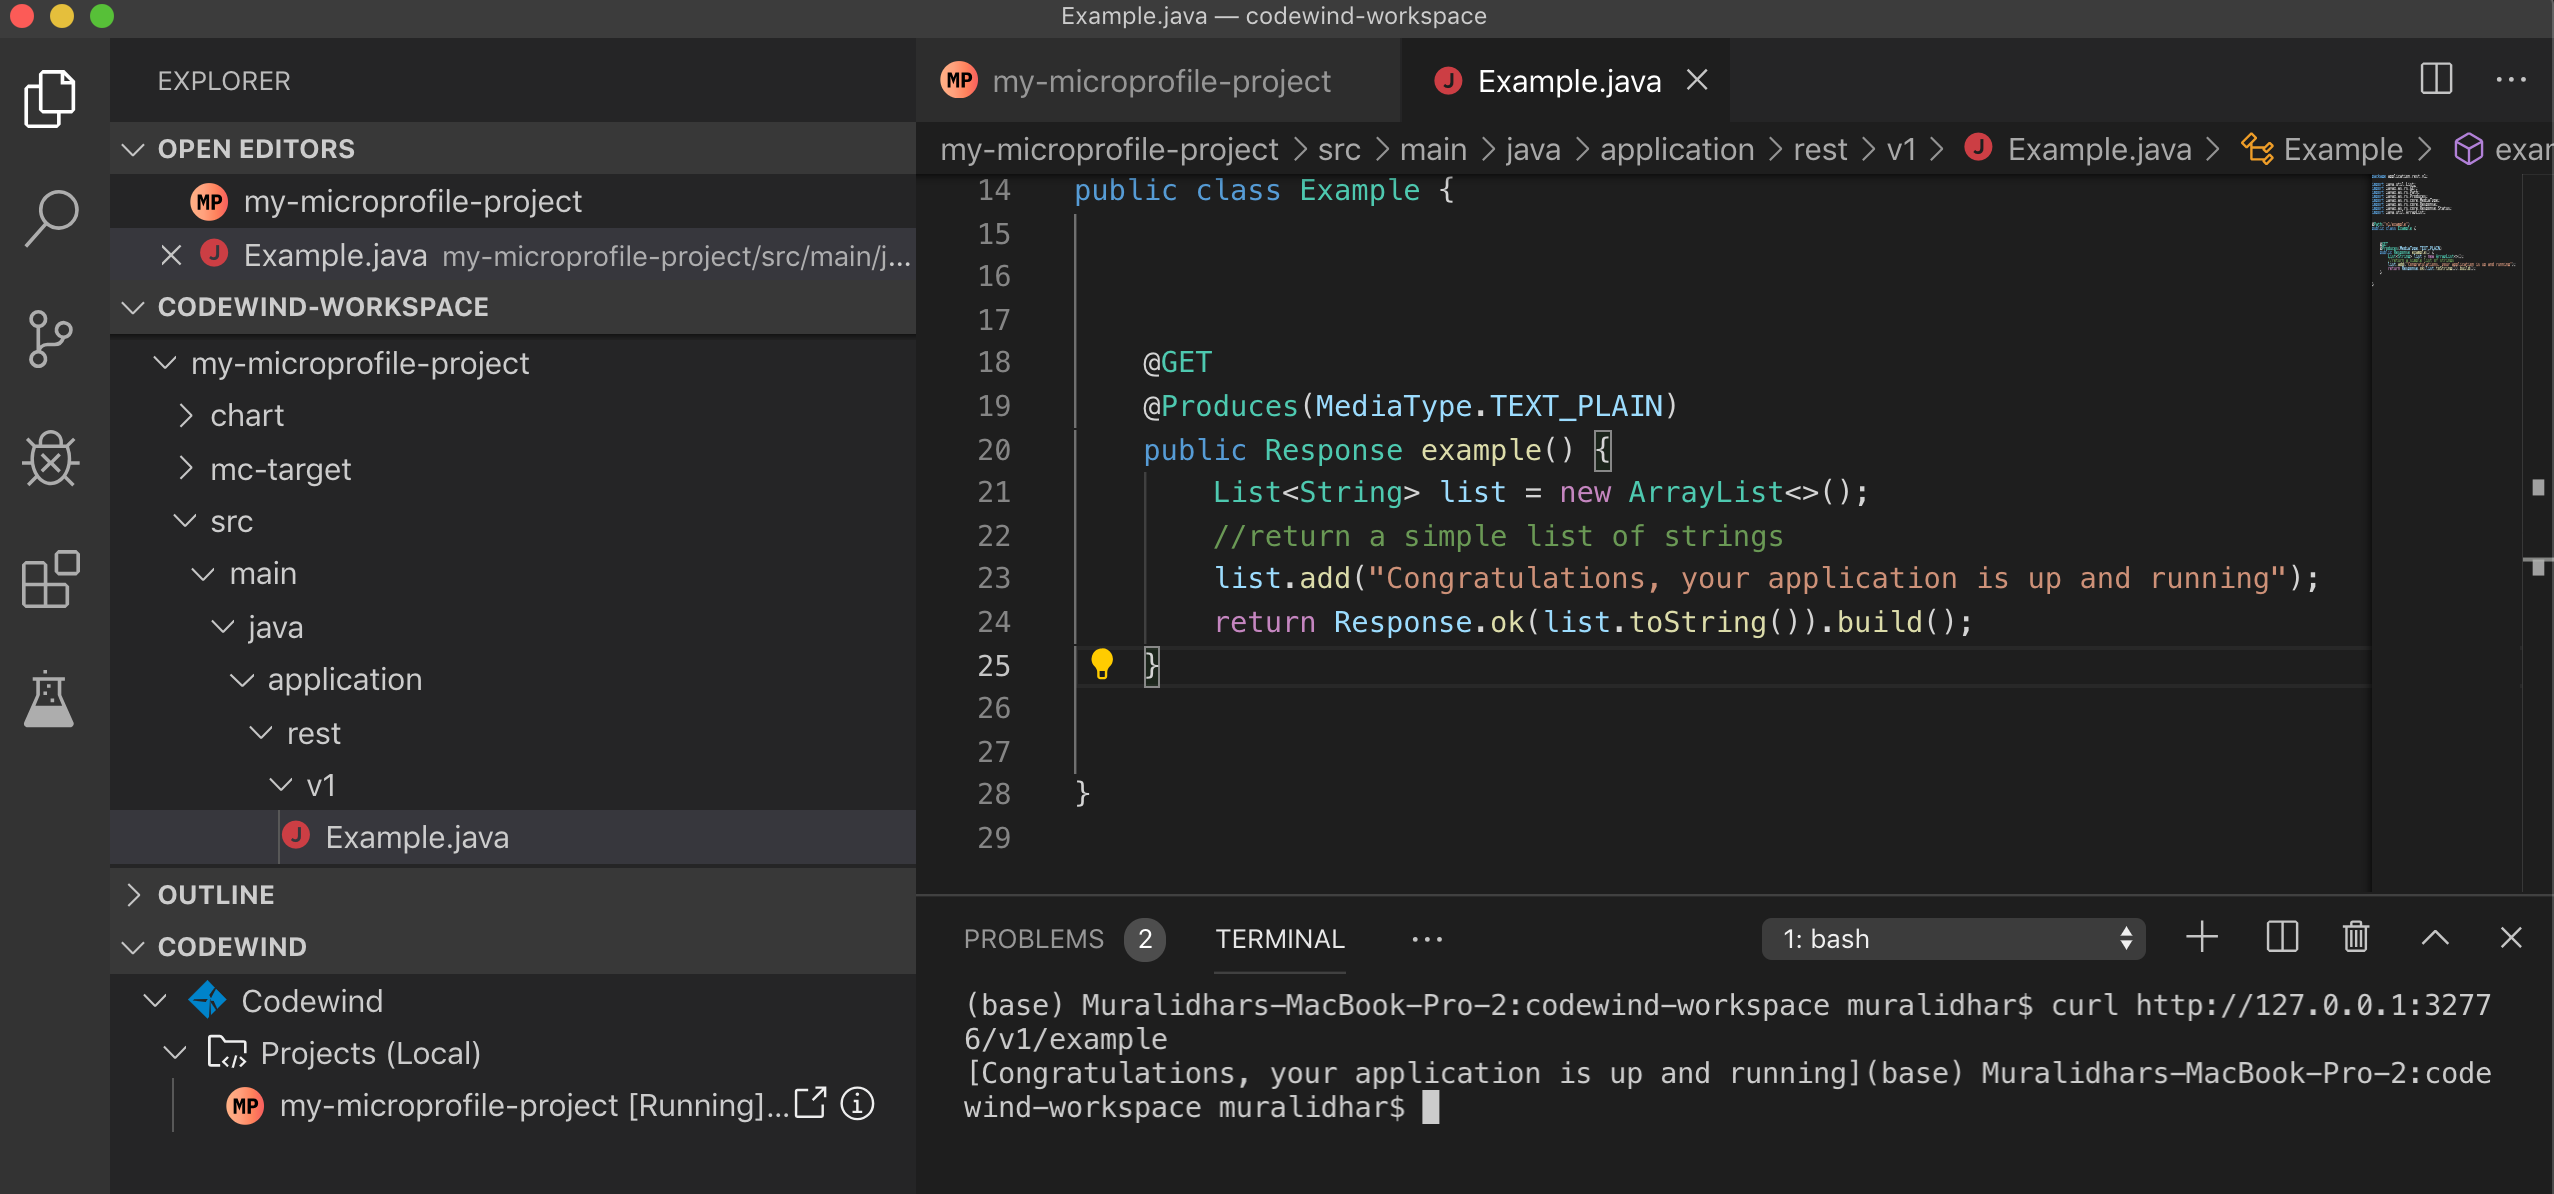 Example.java — codewind-workspace
EXPLORER
OPEN EDITORS
MP my-microprofile-project
J Example.java my-microprofile-project/src/main/j...
CODEWIND-WORKSPACE
my-microprofile-project
chart
mc-target
src
main
java
application
rest
v1
J Example.java
OUTLINE
CODEWIND
Codewind
Projects (Local)
MP my-microprofile-project [Running]...
MP my-microprofile-project
J Example.java
my-microprofile-project > src > main > java > application > rest > v1 > J Example.java > Example > exam
14 public class Example {
15
16
17
18 @GET
19 @Produces(MediaType.TEXT_PLAIN)
20 public Response example() {
21 List<String> list = new ArrayList<>();
22 //return a simple list of strings
23 list.add("Congratulations, your application is up and running");
24 return Response.ok(list.toString()).build();
25 }
26
27
28 }
29
PROBLEMS 2 TERMINAL ... 1: bash
(base) Muralidhars-MacBook-Pro-2:codewind-workspace muralidhar$ curl http://127.0.0.1:3277
6/v1/example
[Congratulations, your application is up and running](base) Muralidhars-MacBook-Pro-2:code
wind-workspace muralidhar$